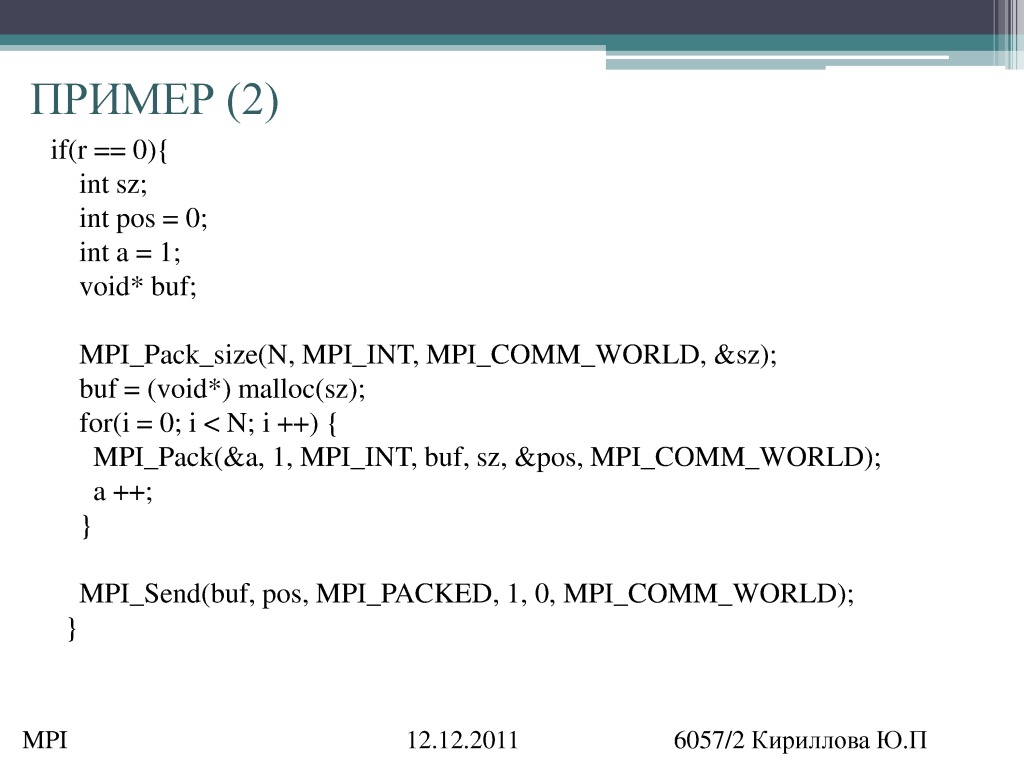 ПРИМЕР (2)
if(r == 0){
int sz;
int pos = 0;
int a = 1;
void* buf;
MPI_Pack_size(N, MPI_INT, MPI_COMM_WORLD, &sz);
buf = (void*) malloc(sz);
for(i = 0; i < N; i ++) {
MPI_Pack(&a, 1, MPI_INT, buf, sz, &pos, MPI_COMM_WORLD);
a ++;
}
MPI_Send(buf, pos, MPI_PACKED, 1, 0, MPI_COMM_WORLD);
}
MPI 12.12.2011 6057/2 Кириллова Ю.П